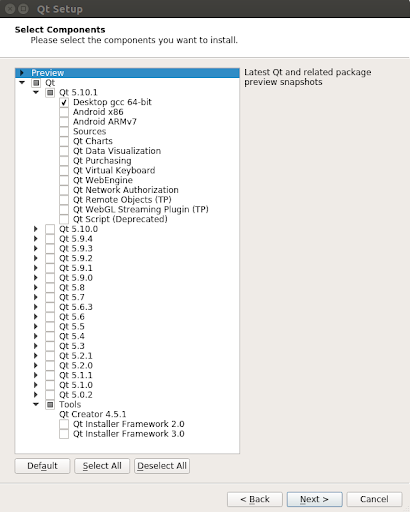 Qt Setup
Select Components
Please select the components you want to install.
Preview
Latest Qt and related package
preview snapshots
Qt
Qt 5.10.1
Desktop gcc 64-bit
Android x86
Android ARMv7
Sources
Qt Charts
Qt Data Visualization
Qt Purchasing
Qt Virtual Keyboard
Qt WebEngine
Qt Network Authorization
Qt Remote Objects (TP)
Qt WebGL Streaming Plugin (TP)
Qt Script (Deprecated)
Qt 5.10.0
Qt 5.9.4
Qt 5.9.3
Qt 5.9.2
Qt 5.9.1
Qt 5.9.0
Qt 5.8
Qt 5.7
Qt 5.6.3
Qt 5.6
Qt 5.5
Qt 5.4
Qt 5.3
Qt 5.2.1
Qt 5.2.0
Qt 5.1.1
Qt 5.1.0
Qt 5.0.2
Tools
Qt Creator 4.5.1
Qt Installer Framework 2.0
Qt Installer Framework 3.0
Default Select All Deselect All
< Back Next > Cancel